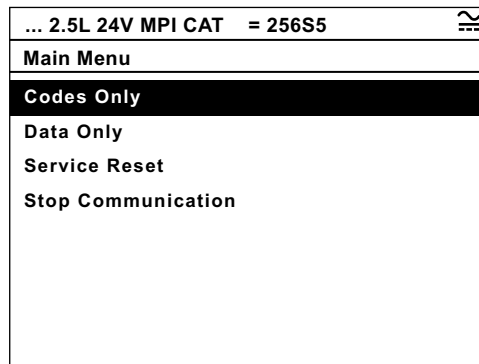 ... 2.5L 24V MPI CAT = 256S5
Main Menu
Codes Only
Data Only
Service Reset
Stop Communication